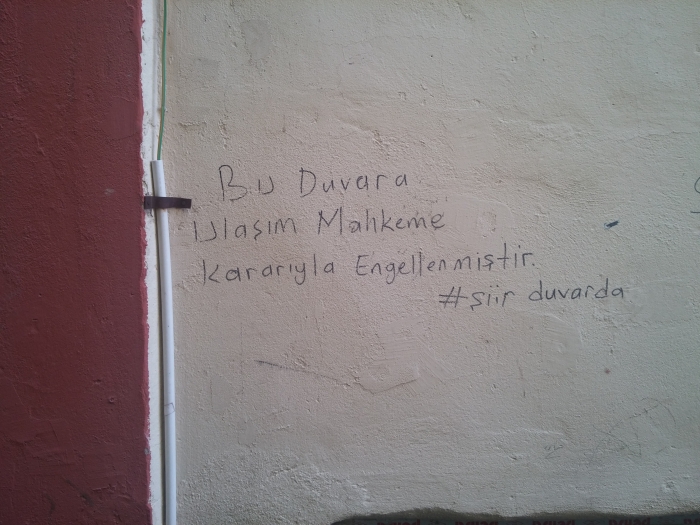 Bu Duvara
Ulaşım Mahkeme
Kararıyla Engellenmiştir.
#şiir duvarda